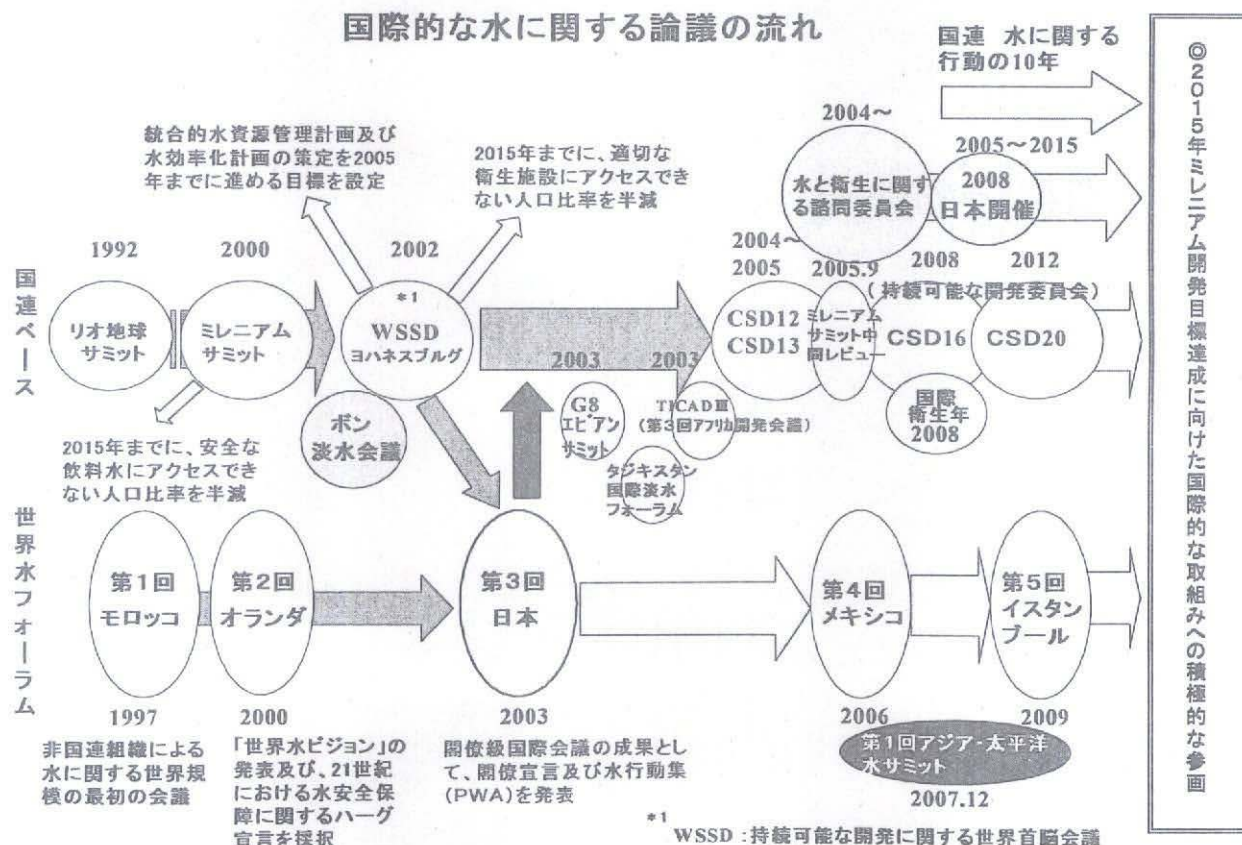 国際的な水に関する論議の流れ
国連 水に関する
行動の10年
◎2015年ミレニアム開発目標達成に向けた国際的な取組みへの積極的な参画
統合的水資源管理計画及び
水効率化計画の策定を2005
年までに進める目標を設定
2015年までに、適切な
衛生施設にアクセスでき
ない人口比率を半減
2004～
水と衛生に関す
る諮問委員会
2005～2015
2008
日本開催
国連ベース
1992
リオ地球
サミット
2000
ミレニアム
サミット
2002
*1
WSSD
ヨハネスブルグ
ボン
淡水会議
2004～
2005
CSD12
CSD13
2005.9
ミレニアム
サミット中
間レビュー
2008
2012
(持続可能な開発委員会)
CSD16
CSD20
国際
衛生年
2008
2003
G8
エビアン
サミット
2003
TICADⅢ
(第3回アフリカ開発会議)
タジキスタン
国際淡水
フォーラム
2015年までに、安全な
飲料水にアクセスでき
ない人口比率を半減
世界水フォーラム
第1回
モロッコ
第2回
オランダ
第3回
日本
第4回
メキシコ
第5回
イスタン
ブール
1997
2000
2003
2006
2009
非国連組織による
水に関する世界規
模の最初の会議
「世界水ビジョン」の
発表及び、21世紀
における水安全保
障に関するハーグ
宣言を採択
閣僚級国際会議の成果とし
て、閣僚宣言及び水行動集
(PWA)を発表
第1回アジア・太平洋
水サミット
2007.12
*1
WSSD:持続可能な開発に関する世界首脳会議